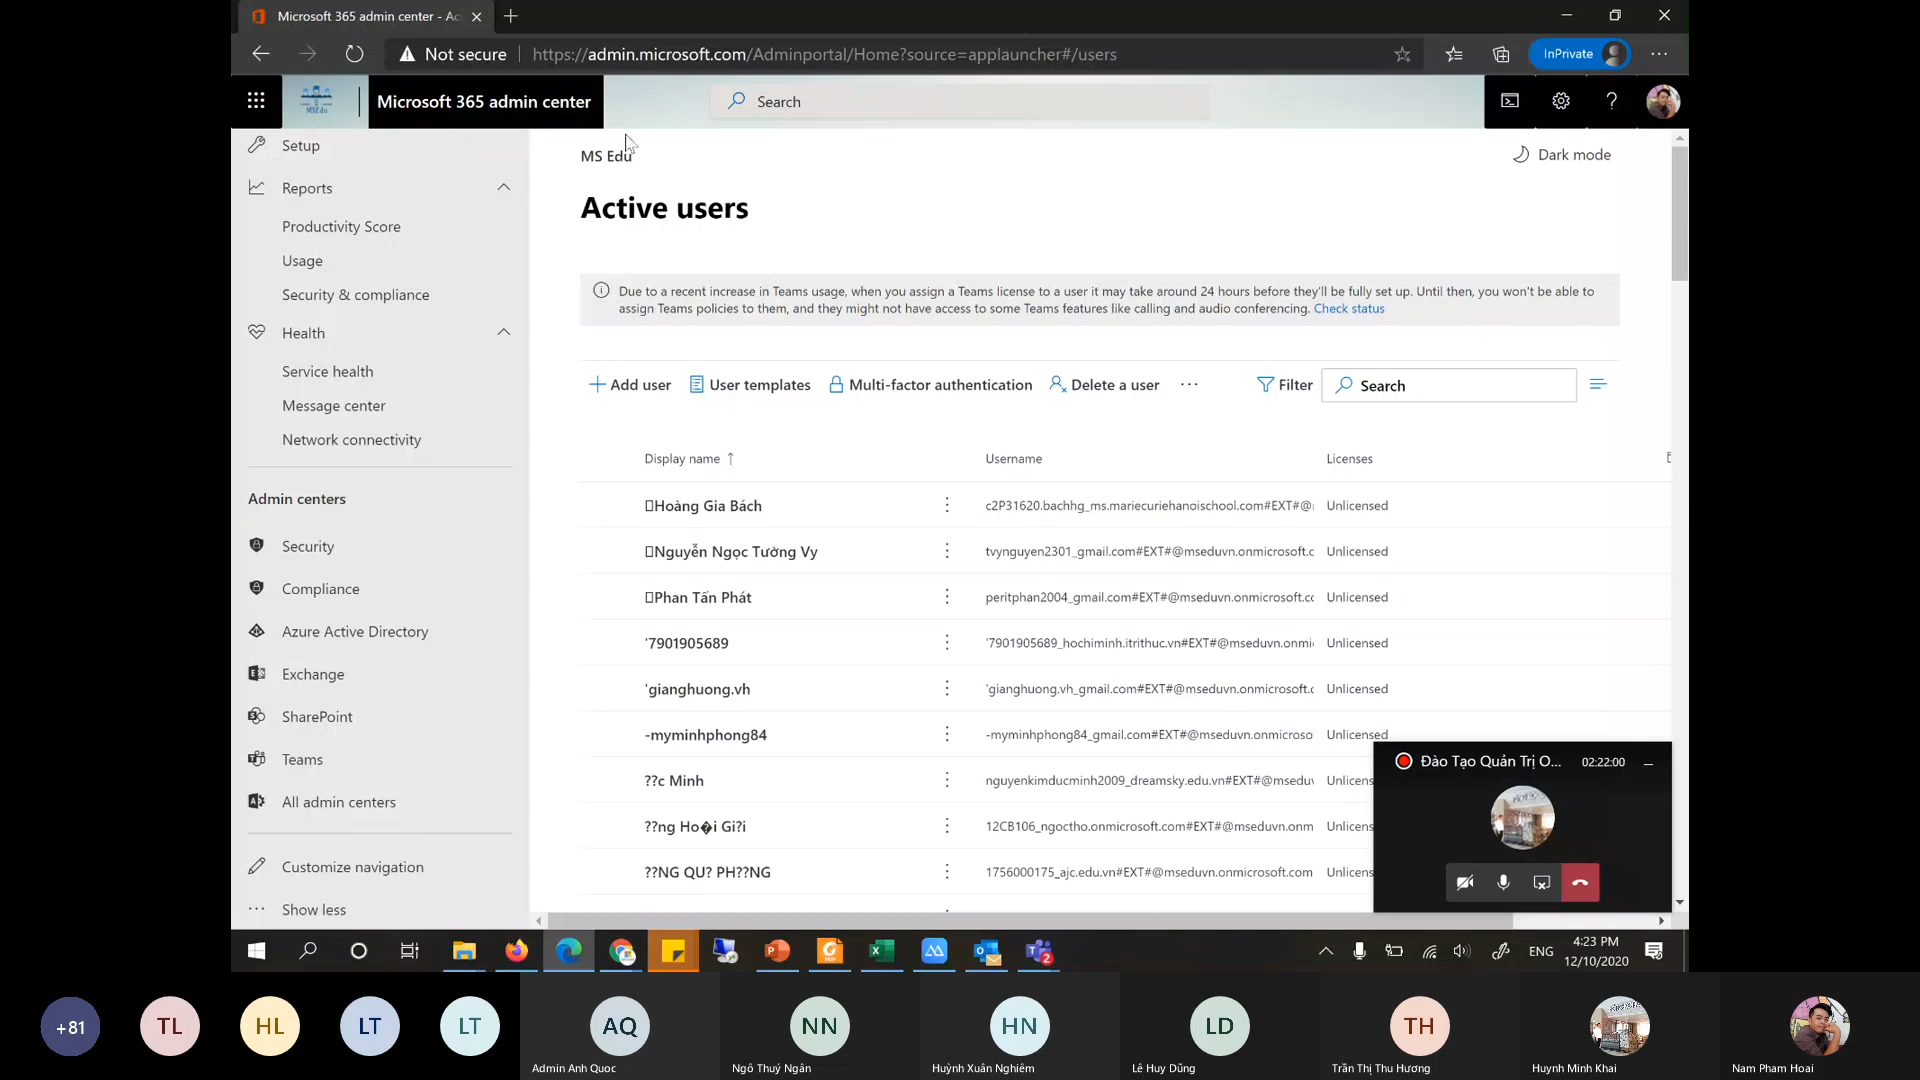 Microsoft 365 admin center - Ac
Not secure
https://admin.microsoft.com/Adminportal/Home?source=applauncher#/users
InPrivate
MSEdu
Microsoft 365 admin center
Search
Setup
Reports
Productivity Score
Usage
Security & compliance
Health
Service health
Message center
Network connectivity
Admin centers
Security
Compliance
Azure Active Directory
Exchange
SharePoint
Teams
All admin centers
Customize navigation
Show less
MS Edu
Dark mode
Active users
Due to a recent increase in Teams usage, when you assign a Teams license to a user it may take around 24 hours before they'll be fully set up. Until then, you won't be able to
assign Teams policies to them, and they might not have access to some Teams features like calling and audio conferencing. Check status
Add user
User templates
Multi-factor authentication
Delete a user
Filter
Search
Display name ↑
Username
Licenses
▯Hoàng Gia Bách
c2P31620.bachhg_ms.mariecuriehanoischool.com#EXT#@
Unlicensed
▯Nguyễn Ngọc Tường Vy
tvynguyen2301_gmail.com#EXT#@mseduvn.onmicrosoft.c
Unlicensed
▯Phan Tấn Phát
peritphan2004_gmail.com#EXT#@mseduvn.onmicrosoft.cc
Unlicensed
'7901905689
'7901905689_hochiminh.itrithuc.vn#EXT#@mseduvn.onmi
Unlicensed
'gianghuong.vh
'gianghuong.vh_gmail.com#EXT#@mseduvn.onmicrosoft.c
Unlicensed
-myminhphong84
-myminhphong84_gmail.com#EXT#@mseduvn.onmicroso
Unlicensed
??c Minh
nguyenkimducminh2009_dreamsky.edu.vn#EXT#@msedu
Unlicens
??ng Ho�i Gi?i
12CB106_ngoctho.onmicrosoft.com#EXT#@mseduvn.onm
Unlicens
??NG QU? PH??NG
1756000175_ajc.edu.vn#EXT#@mseduvn.onmicrosoft.com
Unlicens
Đào Tạo Quản Trị O...
02:22:00
2
ENG
4:23 PM
12/10/2020
+81
TL
HL
LT
LT
AQ
Admin Anh Quoc
NN
Ngô Thuý Ngân
HN
Huỳnh Xuân Nghiêm
LD
Lê Huy Dũng
TH
Trần Thị Thu Hương
Huynh Minh Khai
Nam Pham Hoai